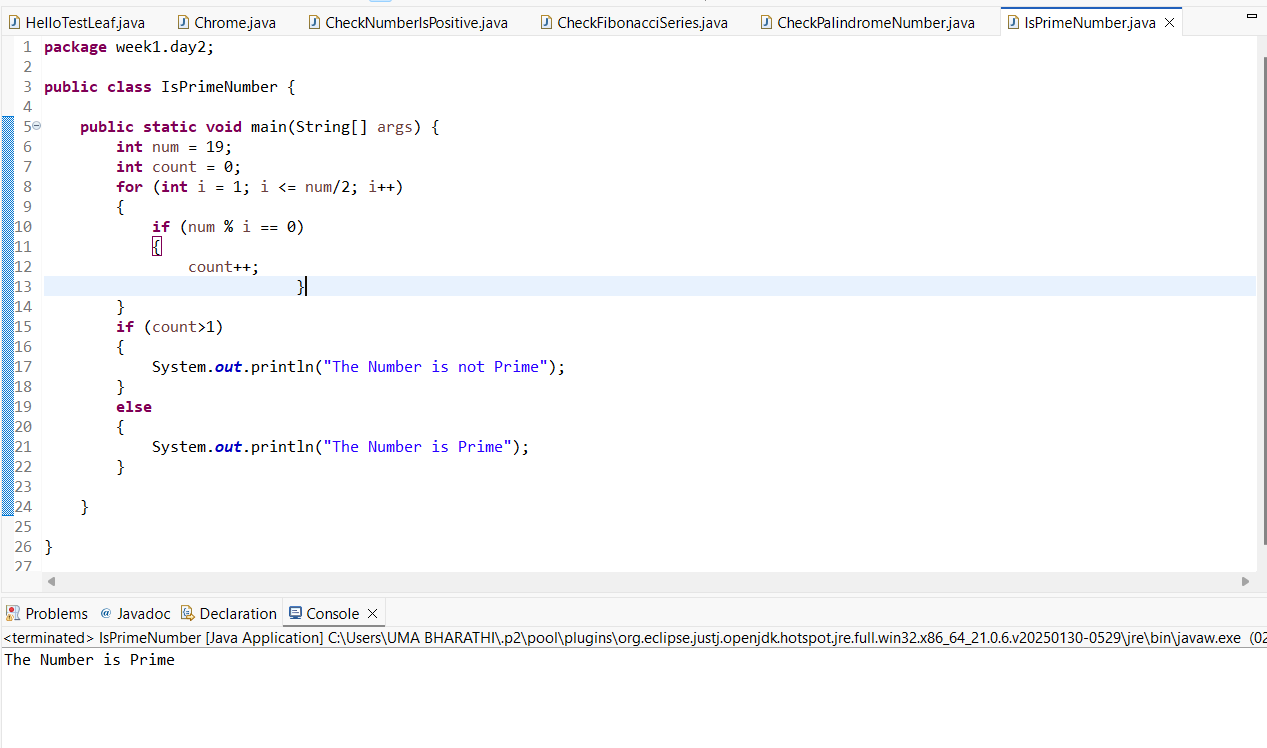 HelloTestLeaf.java Chrome.java CheckNumberIsPositive.java CheckFibonacciSeries.java CheckPalindromeNumber.java IsPrimeNumber.java
1 package week1.day2;
2
3 public class IsPrimeNumber {
4
5     public static void main(String[] args) {
6         int num = 19;
7         int count = 0;
8         for (int i = 1; i <= num/2; i++)
9         {
10             if (num % i == 0)
11             {
12                 count++;
13                             }
14         }
15         if (count>1)
16         {
17             System.out.println("The Number is not Prime");
18         }
19         else
20         {
21             System.out.println("The Number is Prime");
22         }
23
24     }
25
26 }
27
Problems @ Javadoc Declaration Console
<terminated> IsPrimeNumber [Java Application] C:\Users\UMA BHARATHI\.p2\pool\plugins\org.eclipse.justj.openjdk.hotspot.jre.full.win32.x86_64_21.0.6.v20250130-0529\jre\bin\javaw.exe (02
The Number is Prime